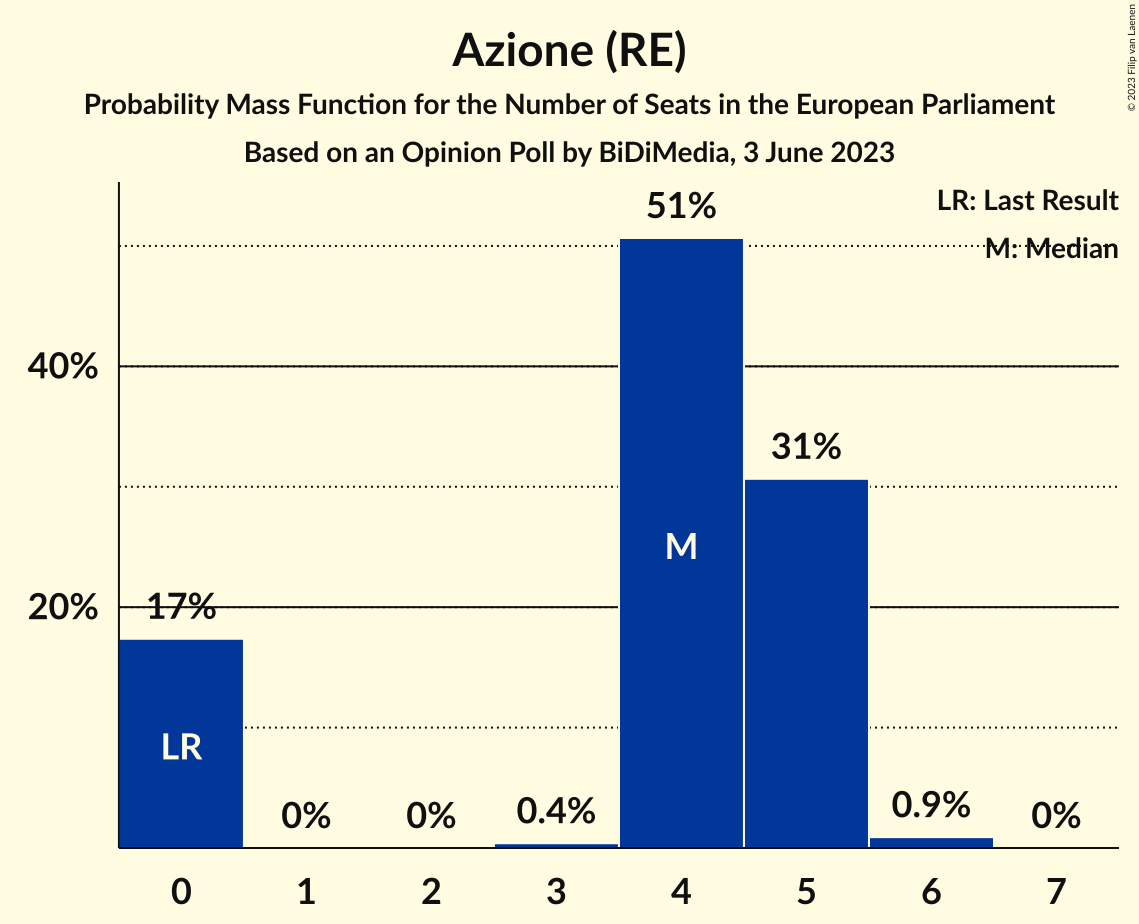 Azione (RE)
Probability Mass Function for the Number of Seats in the European Parliament
Based on an Opinion Poll by BiDiMedia, 3 June 2023
© 2023 Filip van Laenen
LR: Last Result
M: Median
51%
40%
31%
M
20%
17%
LR
0%
0%
0.4%
0.9%
0%
0 1 2 3 4 5 6 7